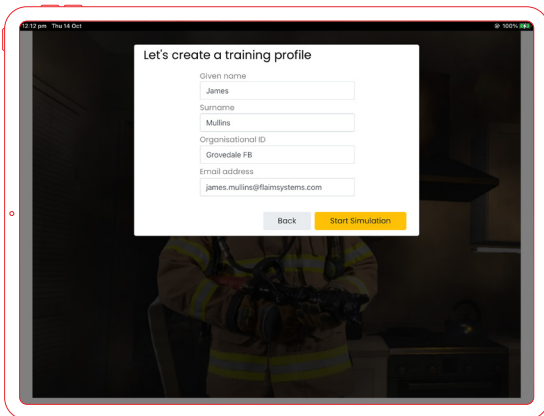 12:12 pm Thu 14 Oct
100%
Let's create a training profile
Given name
James
Surname
Mullins
Organisational ID
Grovedale FB
Email address
james.mullins@flaimsystems.com
Back Start Simulation